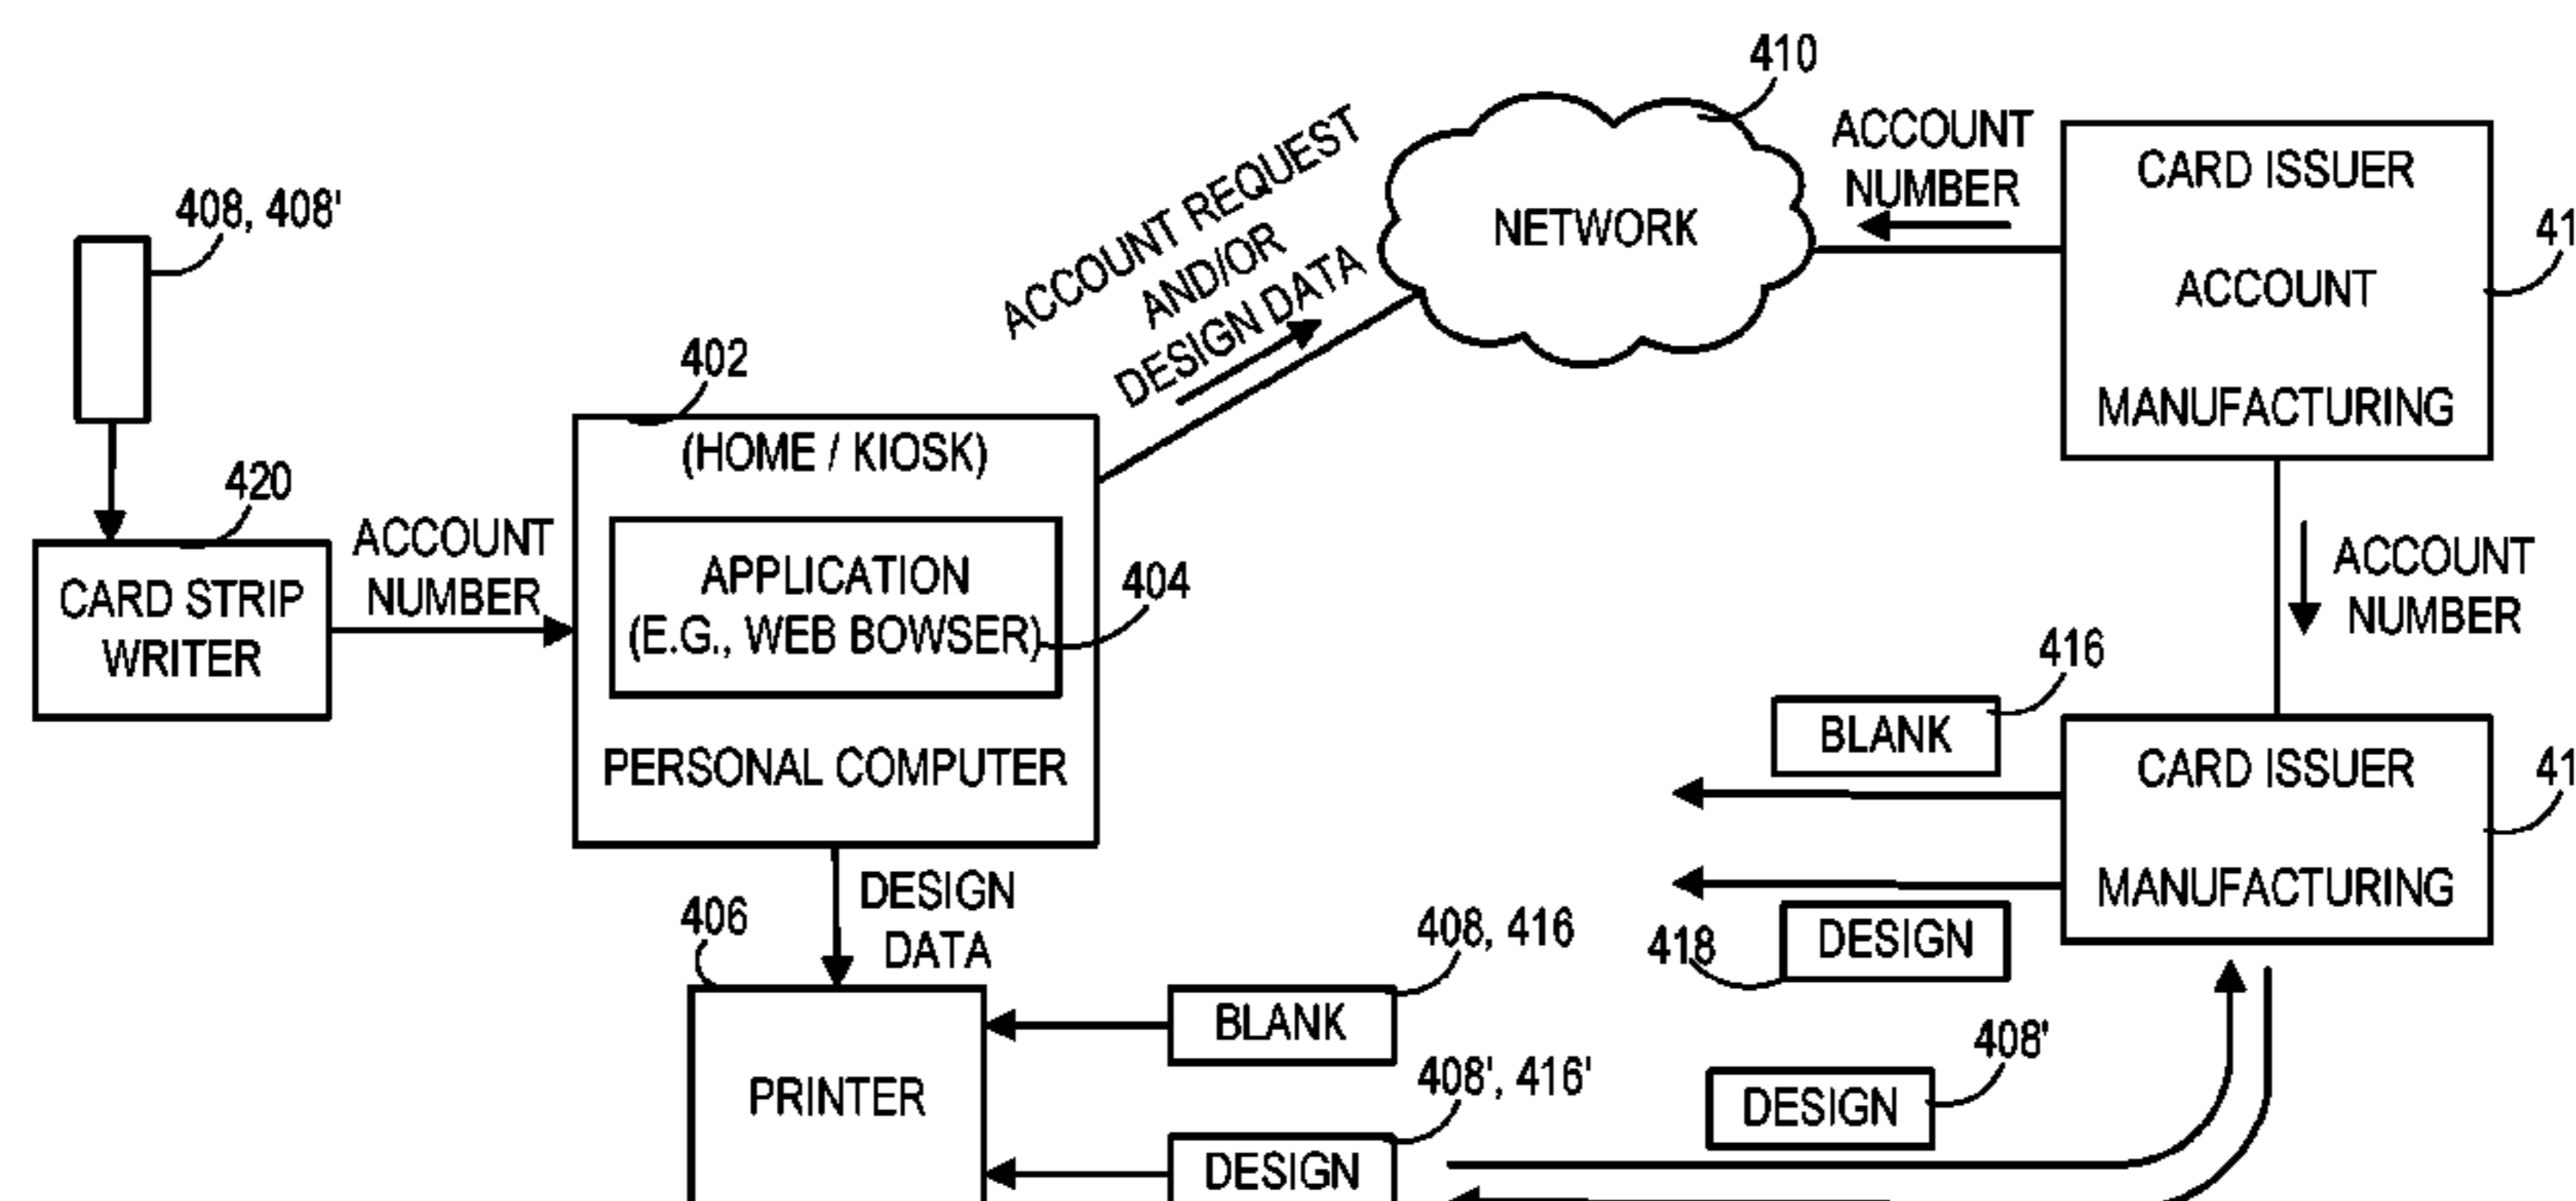 410
ACCOUNT
NUMBER
CARD ISSUER
ACCOUNT
MANUFACTURING
41
NETWORK
ACCOUNT REQUEST
AND/OR
DESIGN DATA
408, 408'
402
(HOME / KIOSK)
420
CARD STRIP
WRITER
ACCOUNT
NUMBER
APPLICATION
(E.G., WEB BOWSER)
404
PERSONAL COMPUTER
ACCOUNT
NUMBER
416
BLANK
CARD ISSUER
MANUFACTURING
41
DESIGN
418
DESIGN
DATA
406
PRINTER
408, 416
BLANK
408', 416'
DESIGN
408'
DESIGN